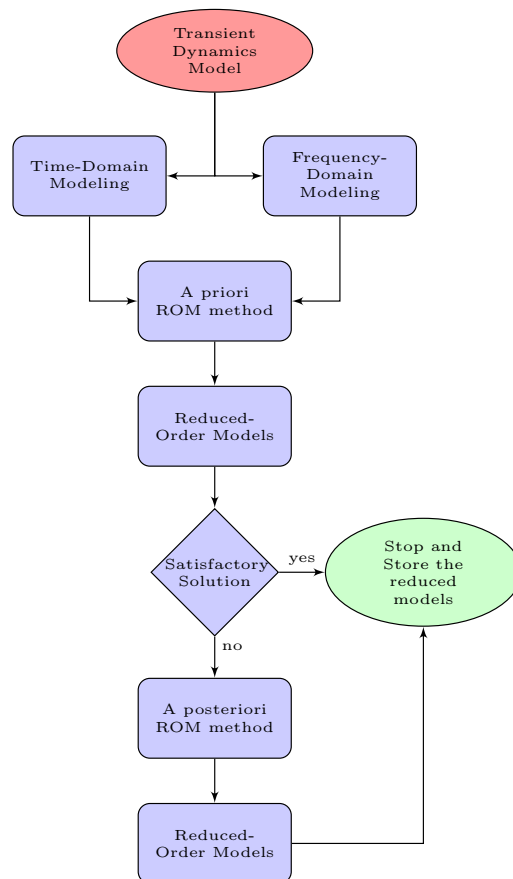 Transient
Dynamics
Model
Time-Domain
Modeling
Frequency-
Domain
Modeling
A priori
ROM method
Reduced-
Order Models
Satisfactory
Solution
yes
Stop and
Store the
reduced
models
no
A posteriori
ROM method
Reduced-
Order Models